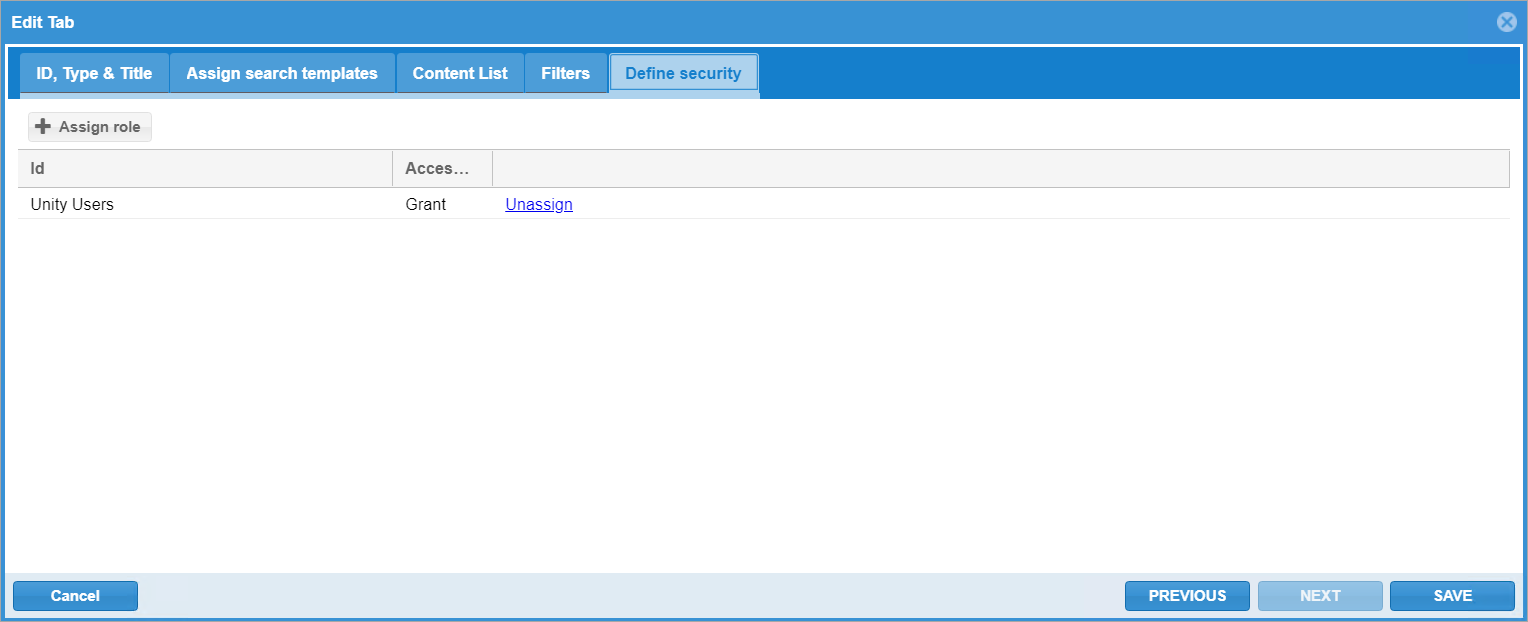 Edit Tab
ID, Type & Title Assign search templates Content List Filters Define security
Assign role
Id Acces…
Unity Users Grant Unassign
Cancel PREVIOUS NEXT SAVE